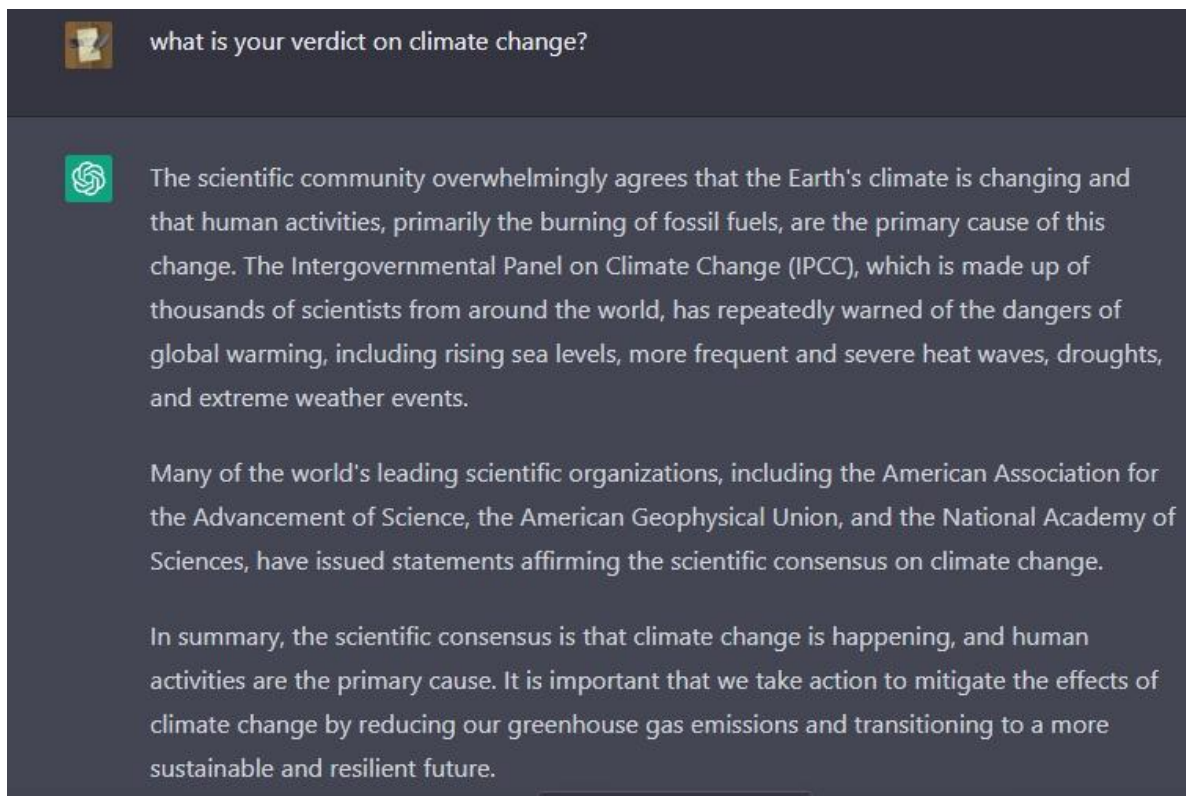 what is your verdict on climate change?
The scientific community overwhelmingly agrees that the Earth's climate is changing and
that human activities, primarily the burning of fossil fuels, are the primary cause of this
change. The Intergovernmental Panel on Climate Change (IPCC), which is made up of
thousands of scientists from around the world, has repeatedly warned of the dangers of
global warming, including rising sea levels, more frequent and severe heat waves, droughts,
and extreme weather events.
Many of the world's leading scientific organizations, including the American Association for
the Advancement of Science, the American Geophysical Union, and the National Academy of
Sciences, have issued statements affirming the scientific consensus on climate change.
In summary, the scientific consensus is that climate change is happening, and human
activities are the primary cause. It is important that we take action to mitigate the effects of
climate change by reducing our greenhouse gas emissions and transitioning to a more
sustainable and resilient future.